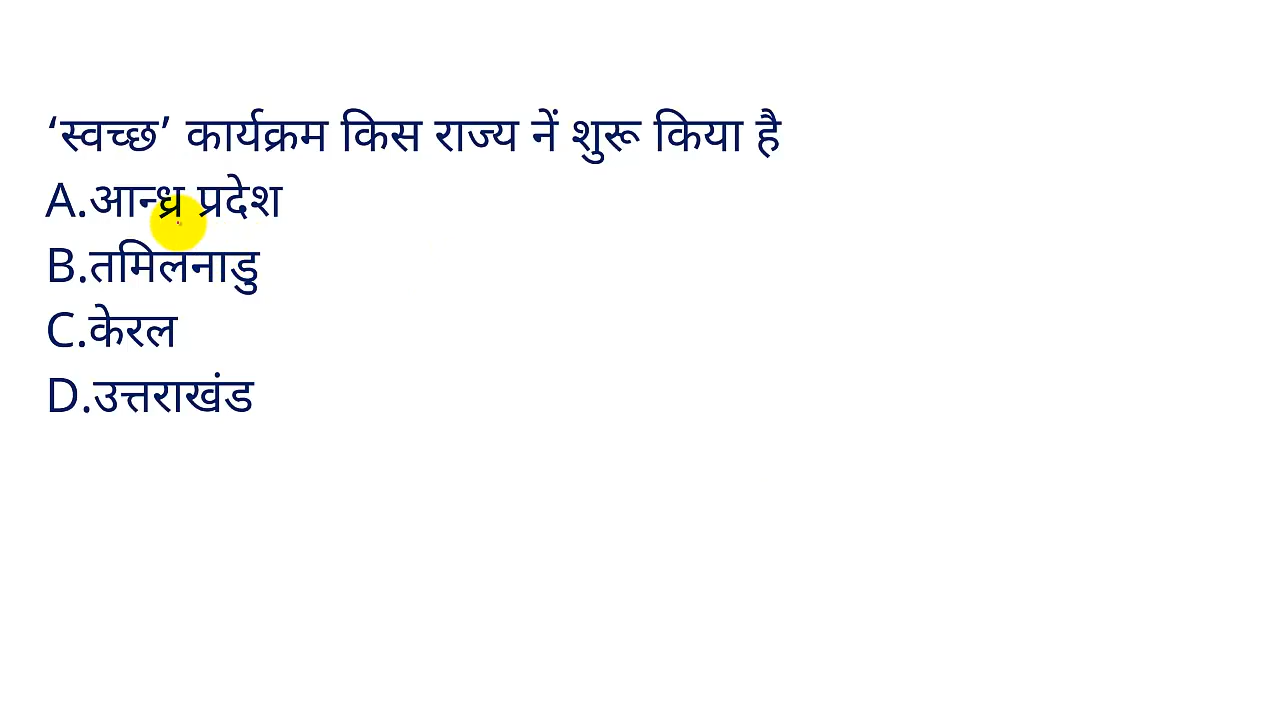 ‘स्वच्छ’ कार्यक्रम किस राज्य नें शुरू किया है
A.आन्ध्र प्रदेश
B.तमिलनाडु
C.केरल
D.उत्तराखंड